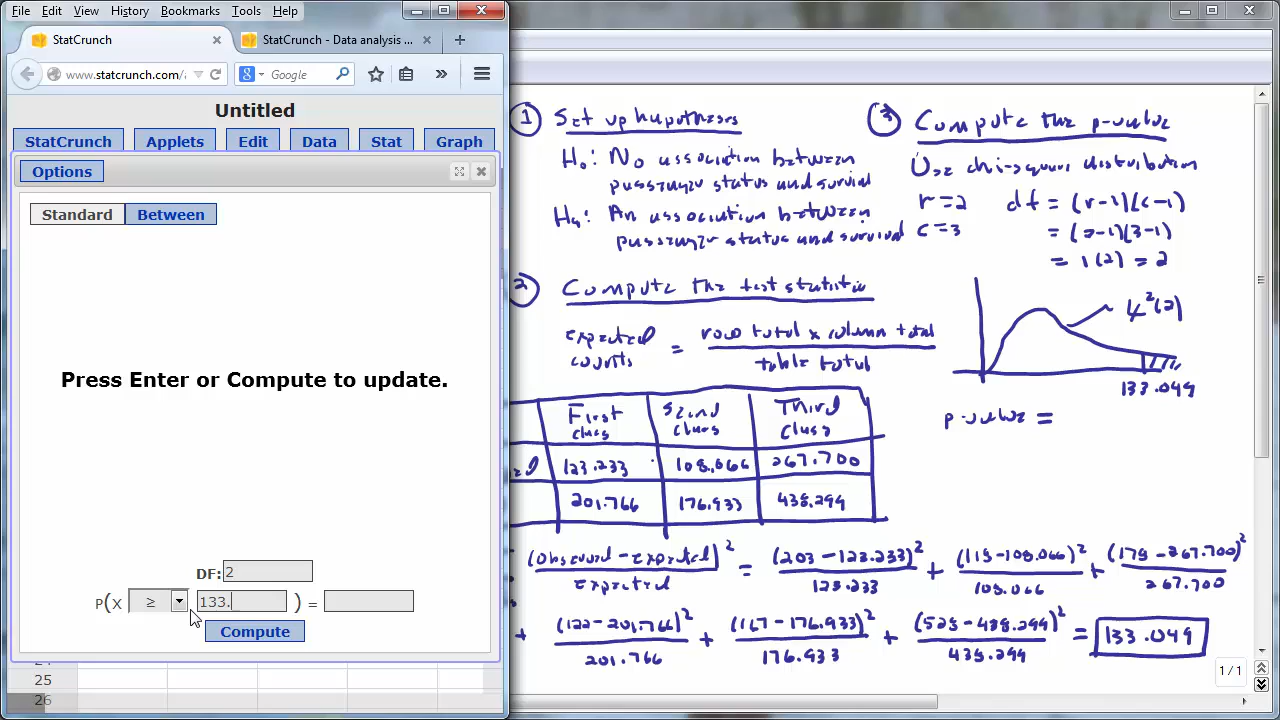 File Edit View History Bookmarks Tools Help
StatCrunch
StatCrunch - Data analysis ...
www.statcrunch.com/
Google
Untitled
StatCrunch Applets Edit Data Stat Graph
Options
Standard Between
Press Enter or Compute to update.
DF: 2
P(X ≥ 133. ) =
Compute
25
26
① Set up hypotheses
H₀: No association between
passenger status and survival
Hₐ: An association between
passenger status and survival
2) Compute the test statistic
expected counts = row total x column total / table total
First class Second class Third class
123.233 108.066 267.700
201.766 176.933 438.299
(Observed - expected)² / expected = (203 - 123.233)² / 123.233 + (118 - 108.066)² / 108.066 + (178 - 267.700)² / 267.700
+ (122 - 201.766)² / 201.766 + (167 - 176.933)² / 176.933 + (528 - 438.299)² / 438.299 = 133.049
③ Compute the p-value
Use chi-square distribution
r = 2 df = (r-1)(c-1)
c = 3 = (2-1)(3-1)
= 1(2) = 2
χ²(2)
133.049
p-value =
1 / 1